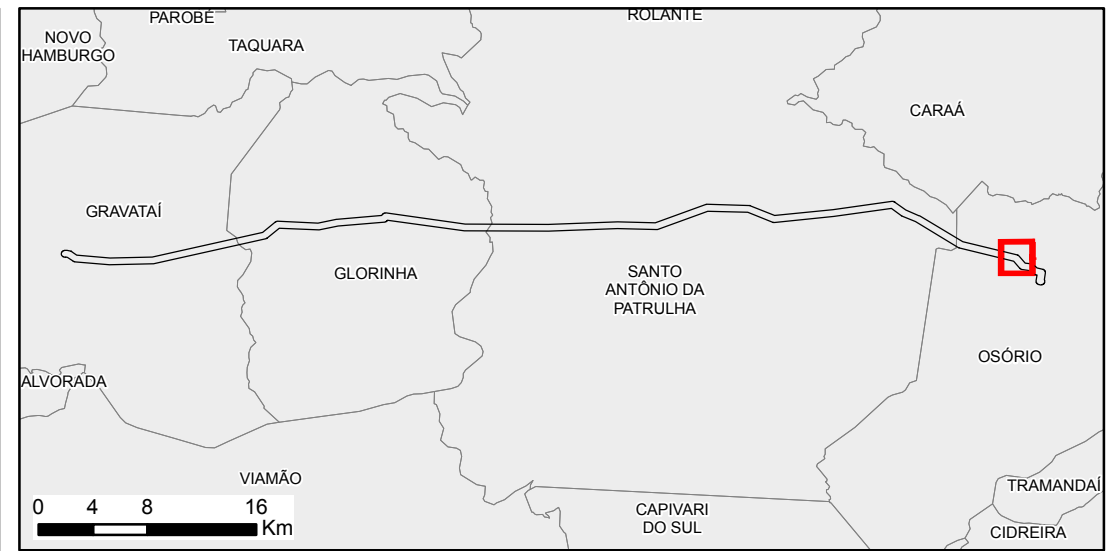 PAROBÉ
ROLANTE
NOVO
HAMBURGO
TAQUARA
CARAÁ
GRAVATAÍ
GLORINHA
SANTO
ANTÔNIO DA
PATRULHA
OSÓRIO
ALVORADA
VIAMÃO
TRAMANDAÍ
CAPIVARI
DO SUL
CIDREIRA
0 4 8 16
Km